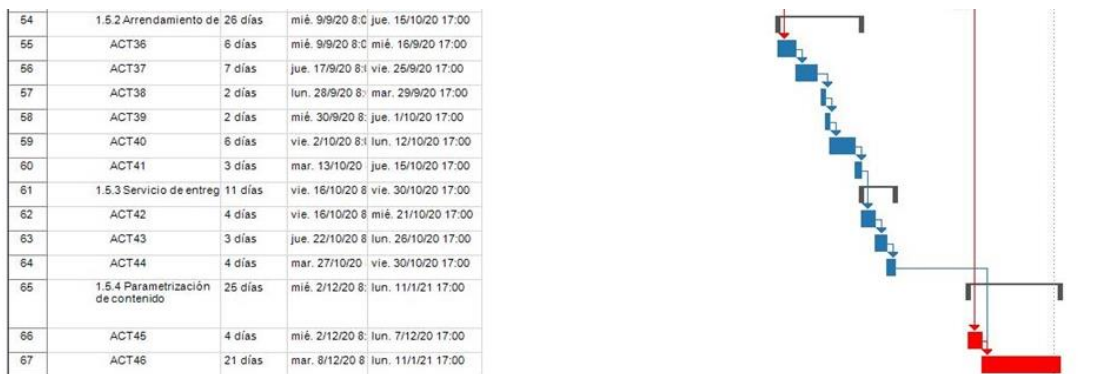 54 1.5.2 Arrendamiento de 26 días mié. 9/9/20 8:0 jue. 15/10/20 17:00
55 ACT36 6 días mié. 9/9/20 8:0 mié. 16/9/20 17:00
56 ACT37 7 días jue. 17/9/20 8:( vie. 25/9/20 17:00
57 ACT38 2 días lun. 28/9/20 8: mar. 29/9/20 17:00
58 ACT39 2 días mié. 30/9/20 8: jue. 1/10/20 17:00
59 ACT40 6 días vie. 2/10/20 8:( lun. 12/10/20 17:00
60 ACT41 3 días mar. 13/10/20 jue. 15/10/20 17:00
61 1.5.3 Servicio de entreg 11 días vie. 16/10/20 8 vie. 30/10/20 17:00
62 ACT42 4 días vie. 16/10/20 8 mié. 21/10/20 17:00
63 ACT43 3 días jue. 22/10/20 8 lun. 26/10/20 17:00
64 ACT44 4 días mar. 27/10/20 vie. 30/10/20 17:00
65 1.5.4 Parametrización 25 días mié. 2/12/20 8: lun. 11/1/21 17:00
de contenido
66 ACT45 4 días mié. 2/12/20 8: lun. 7/12/20 17:00
67 ACT46 21 días mar. 8/12/20 8 lun. 11/1/21 17:00